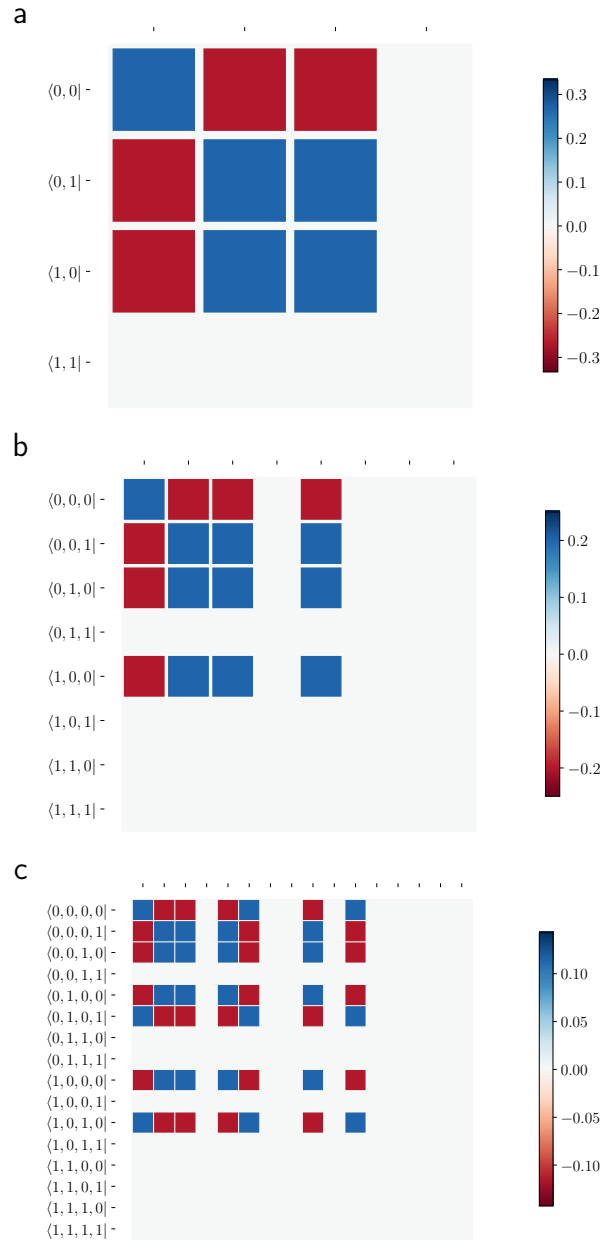 a
⟨0, 0|
⟨0, 1|
⟨1, 0|
⟨1, 1|
0.3
0.2
0.1
0.0
−0.1
−0.2
−0.3
b
⟨0, 0, 0|
⟨0, 0, 1|
⟨0, 1, 0|
⟨0, 1, 1|
⟨1, 0, 0|
⟨1, 0, 1|
⟨1, 1, 0|
⟨1, 1, 1|
0.2
0.1
0.0
−0.1
−0.2
c
⟨0, 0, 0, 0|
⟨0, 0, 0, 1|
⟨0, 0, 1, 0|
⟨0, 0, 1, 1|
⟨0, 1, 0, 0|
⟨0, 1, 0, 1|
⟨0, 1, 1, 0|
⟨0, 1, 1, 1|
⟨1, 0, 0, 0|
⟨1, 0, 0, 1|
⟨1, 0, 1, 0|
⟨1, 0, 1, 1|
⟨1, 1, 0, 0|
⟨1, 1, 0, 1|
⟨1, 1, 1, 0|
⟨1, 1, 1, 1|
0.10
0.05
0.00
−0.05
−0.10